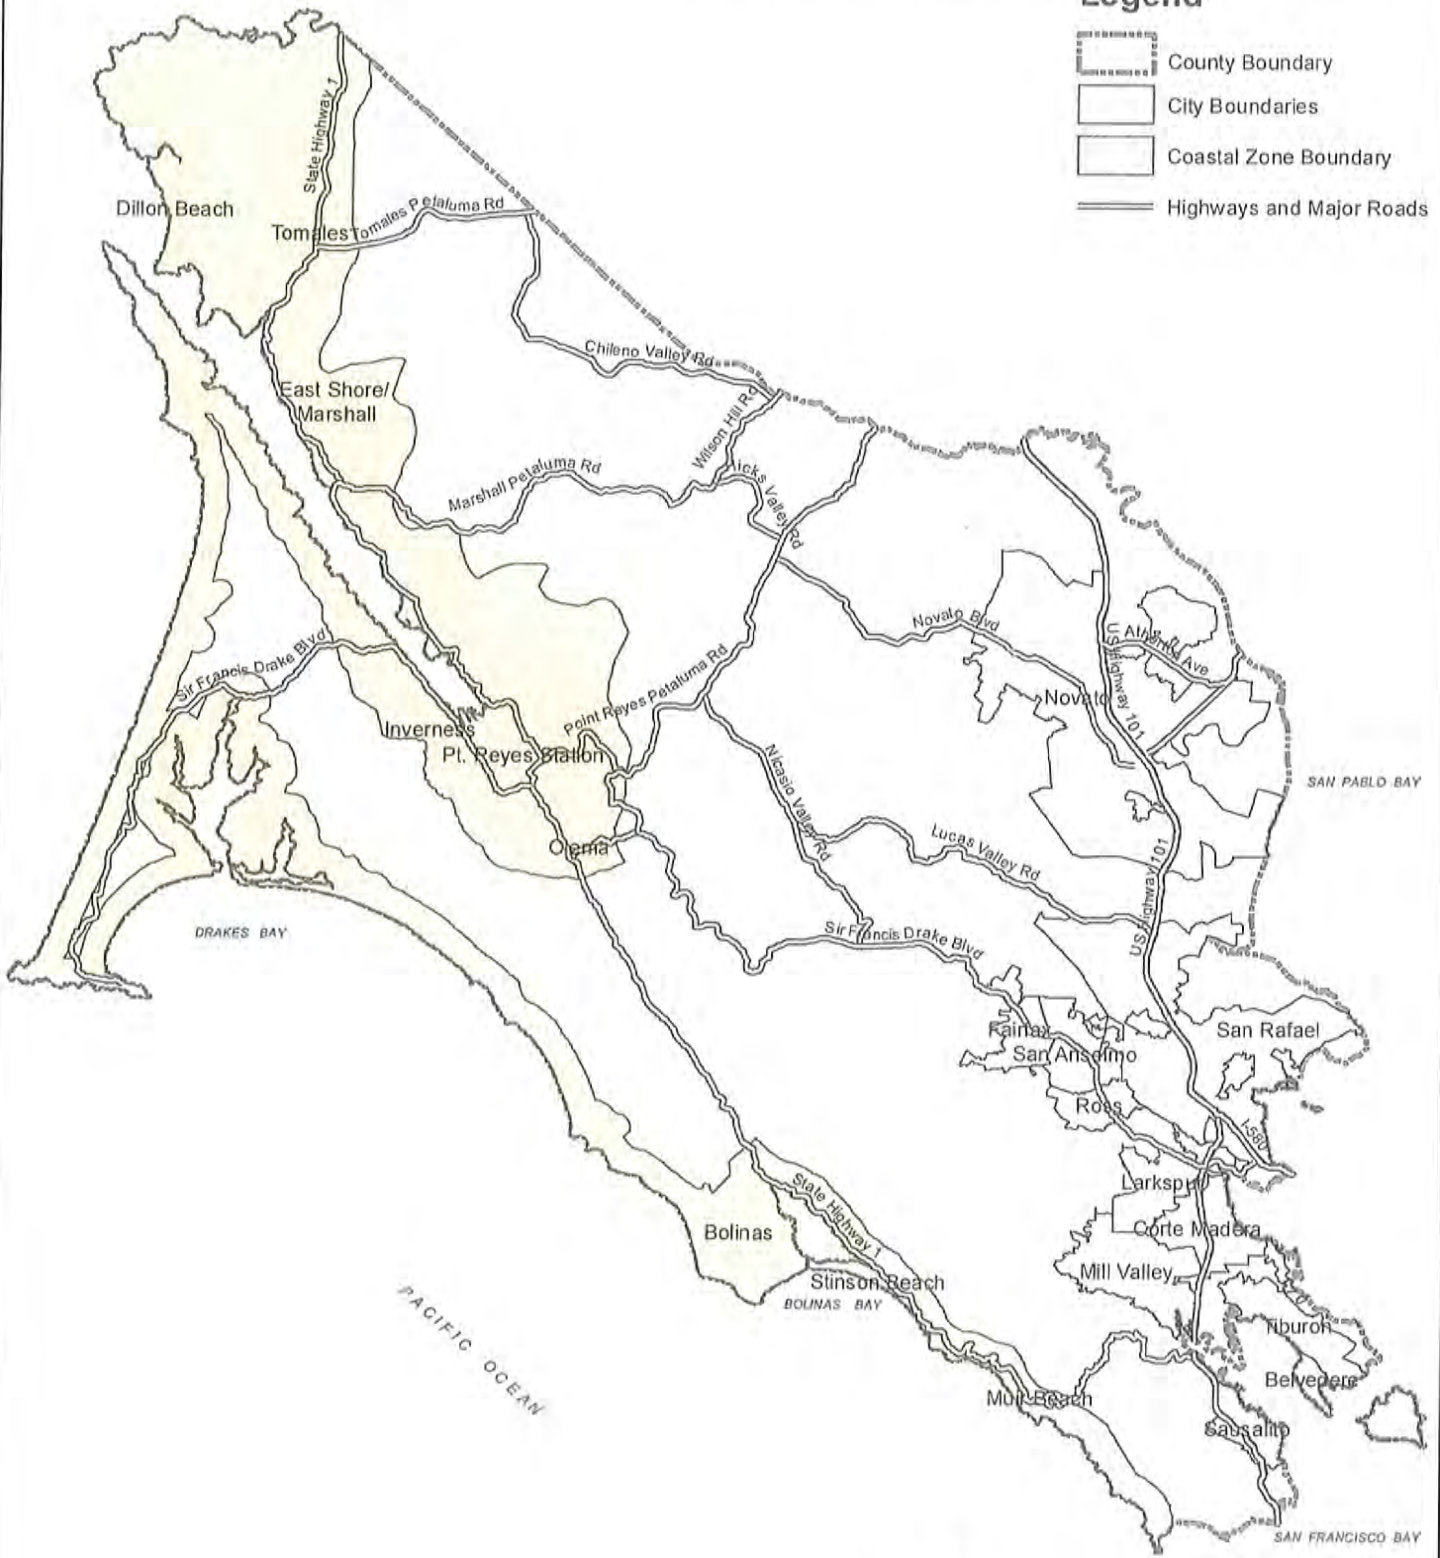 Legend
County Boundary
City Boundaries
Coastal Zone Boundary
Highways and Major Roads
State Highway 1
Dillon Beach
Tomales
Tomales Petaluma Rd
Chileno Valley Rd
East Shore/
Marshall
Wilson Hill Rd
Marshall Petaluma Rd
Hicks Valley Rd
Novato Blvd
US Highway 101
Atherton Ave
Sir Francis Drake Blvd
Point Reyes Petaluma Rd
Novato
Inverness
Pt. Reyes Station
Nicasio Valley Rd
SAN PABLO BAY
Olema
Lucas Valley Rd
US Highway 101
DRAKES BAY
Sir Francis Drake Blvd
Fairfax
San Rafael
San Anselmo
Ross
I-580
Larkspur
State Highway 1
Bolinas
Corte Madera
Mill Valley
Stinson Beach
BOLINAS BAY
PACIFIC OCEAN
Tiburon
Belvedere
Muir Beach
Sausalito
SAN FRANCISCO BAY